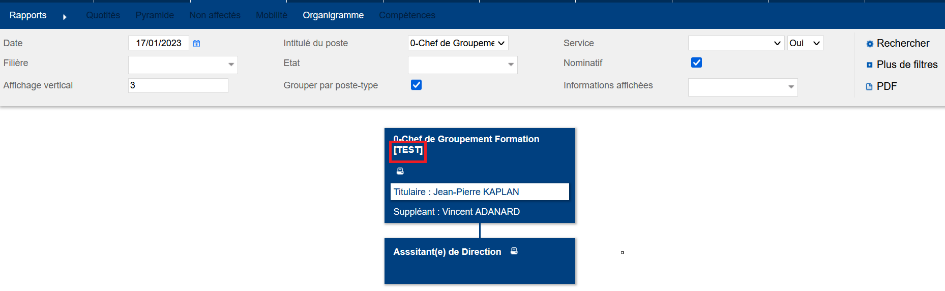 Rapports Quotités Pyramide Non affectés Mobilité Organigramme Compétences
Date 17/01/2023 Intitulé du poste 0-Chef de Groupeme Service Oui Rechercher
Filière Etat Nominatif Plus de filtres
Affichage vertical 3 Grouper par poste-type Informations affichées PDF
0-Chef de Groupement Formation
[TEST]
Titulaire : Jean-Pierre KAPLAN
Suppléant : Vincent ADANARD
Asssitant(e) de Direction